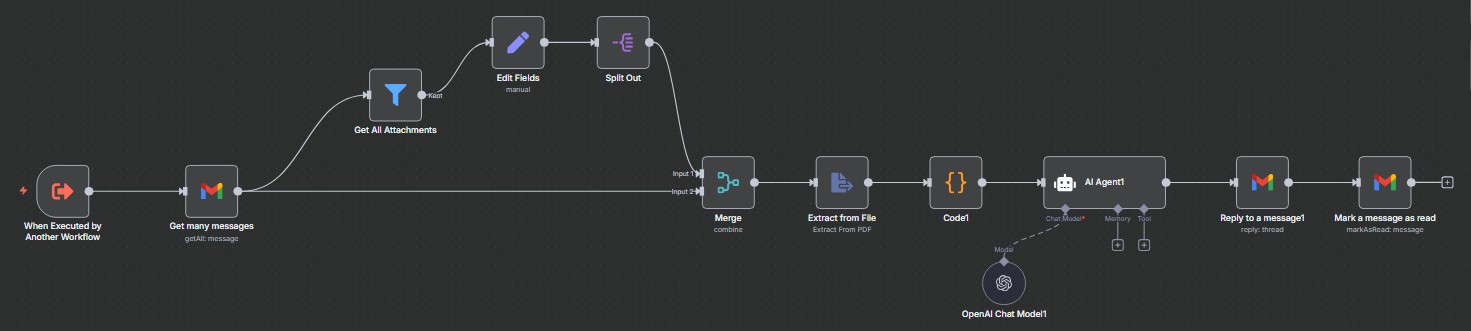 Edit Fields
manual
Split Out
Kept
Get All Attachments
When Executed by
Another Workflow
Get many messages
getAll: message
Input 1
Input 2
Merge
combine
Extract from File
Extract From PDF
{}
Code1
AI Agent1
Chat Model*
Memory
Tool
Model
OpenAI Chat Model1
Reply to a message1
reply: thread
Mark a message as read
markAsRead: message